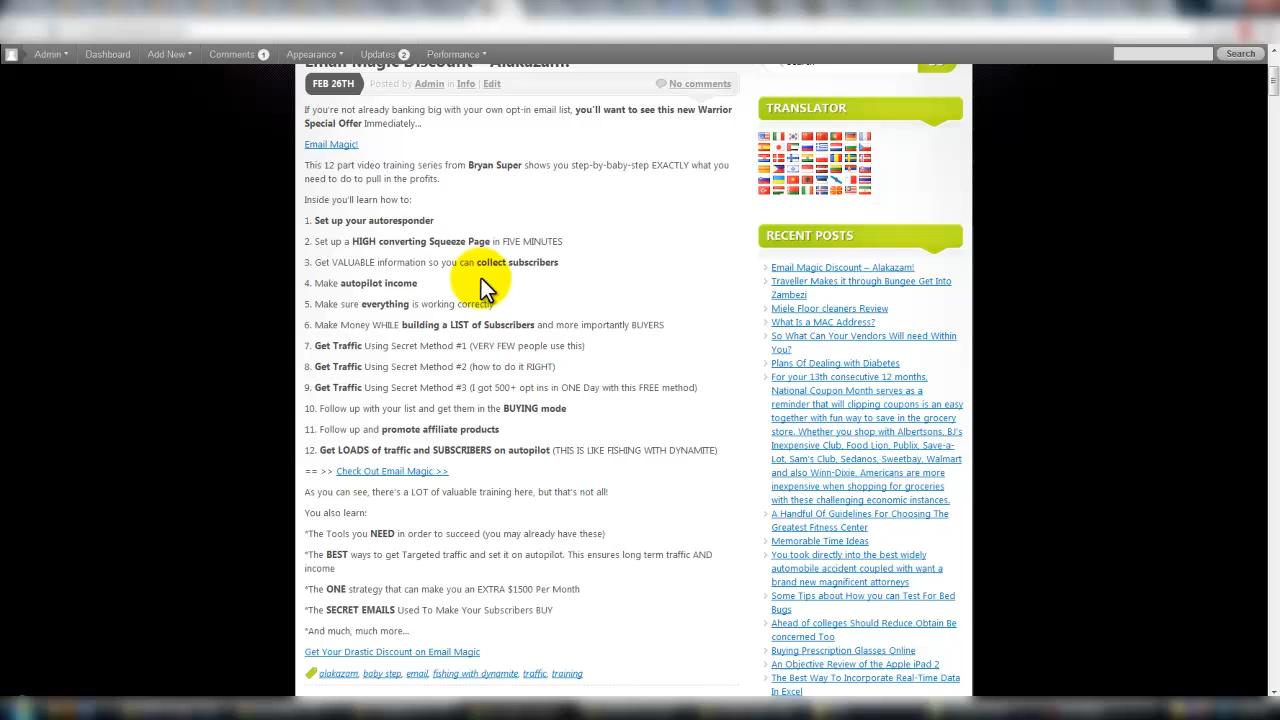 Admin
Dashboard
Add New
Comments 1
Appearance
Updates 2
Performance
Search
Email Magic Discount – Alakazam!
FEB 26TH
Posted by Admin in Info | Edit
No comments
If you're not already banking big with your own opt-in email list, you'll want to see this new Warrior
Special Offer Immediately...
Email Magic!
This 12 part video training series from Bryan Super shows you step-by-baby-step EXACTLY what you
need to do to pull in the profits.
Inside you'll learn how to:
1. Set up your autoresponder
2. Set up a HIGH converting Squeeze Page in FIVE MINUTES
3. Get VALUABLE information so you can collect subscribers
4. Make autopilot income
5. Make sure everything is working correctly
6. Make Money WHILE building a LIST of Subscribers and more importantly BUYERS
7. Get Traffic Using Secret Method #1 (VERY FEW people use this)
8. Get Traffic Using Secret Method #2 (how to do it RIGHT)
9. Get Traffic Using Secret Method #3 (I got 500+ opt ins in ONE Day with this FREE method)
10. Follow up with your list and get them in the BUYING mode
11. Follow up and promote affiliate products
12. Get LOADS of traffic and SUBSCRIBERS on autopilot (THIS IS LIKE FISHING WITH DYNAMITE)
== >> Check Out Email Magic >>
As you can see, there's a LOT of valuable training here, but that's not all!
You also learn:
*The Tools you NEED in order to succeed (you may already have these)
*The BEST ways to get Targeted traffic and set it on autopilot. This ensures long term traffic AND
income
*The ONE strategy that can make you an EXTRA $1500 Per Month
*The SECRET EMAILS Used To Make Your Subscribers BUY
*And much, much more...
Get Your Drastic Discount on Email Magic
alakazam, baby step, email, fishing with dynamite, traffic, training
Search
TRANSLATOR
RECENT POSTS
Email Magic Discount – Alakazam!
Traveller Makes it through Bungee Get Into
Zambezi
Miele Floor cleaners Review
What Is a MAC Address?
So What Can Your Vendors Will need Within
You?
Plans Of Dealing with Diabetes
For your 13th consecutive 12 months,
National Coupon Month serves as a
reminder that will clipping coupons is an easy
together with fun way to save in the grocery
store. Whether you shop with Albertsons, BJ's
Inexpensive Club, Food Lion, Publix, Save-a-
Lot, Sam's Club, Sedanos, Sweetbay, Walmart
and also Winn-Dixie, Americans are more
inexpensive when shopping for groceries
with these challenging economic instances.
A Handful Of Guidelines For Choosing The
Greatest Fitness Center
Memorable Time Ideas
You took directly into the best widely
automobile accident coupled with want a
brand new magnificent attorneys
Some Tips about How you can Test For Bed
Bugs
Ahead of colleges Should Reduce Obtain Be
concerned Too
Buying Prescription Glasses Online
An Objective Review of the Apple iPad 2
The Best Way To Incorporate Real-Time Data
In Excel